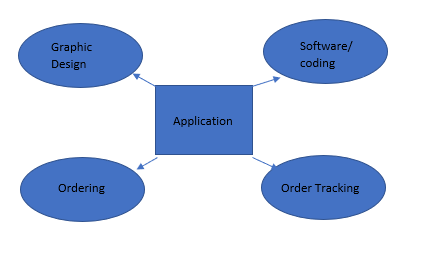 Graphic
Design
Software/
coding
Application
Ordering
Order Tracking